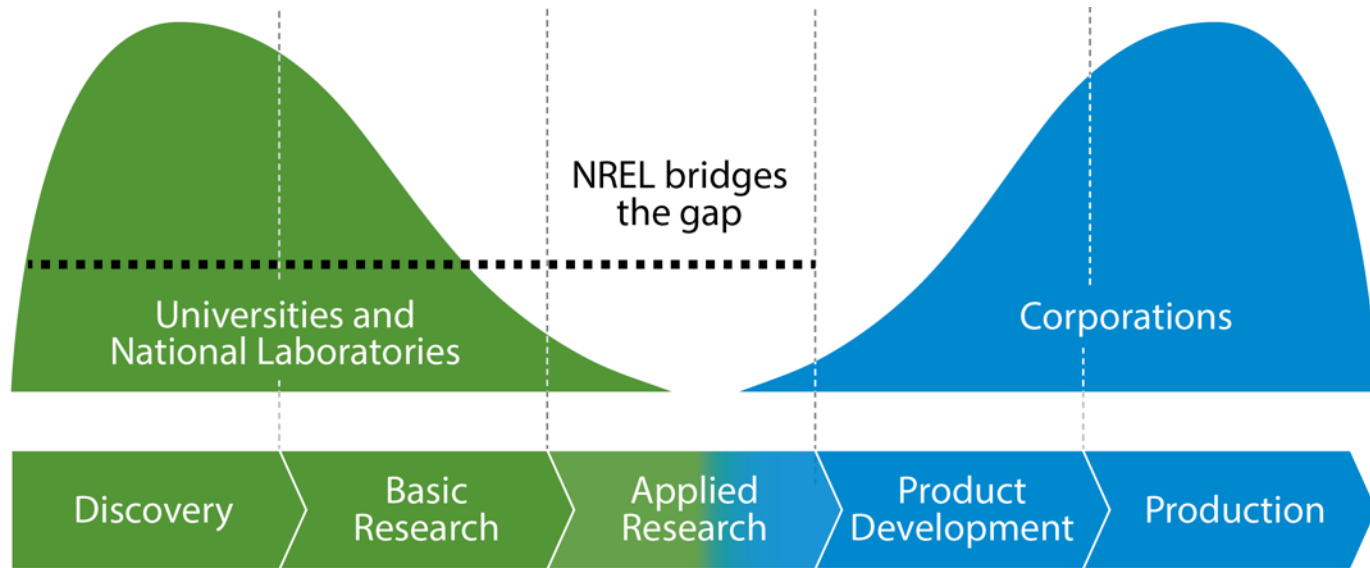 NREL bridges
the gap
Universities and
National Laboratories
Corporations
Discovery
Basic
Research
Applied
Research
Product
Development
Production